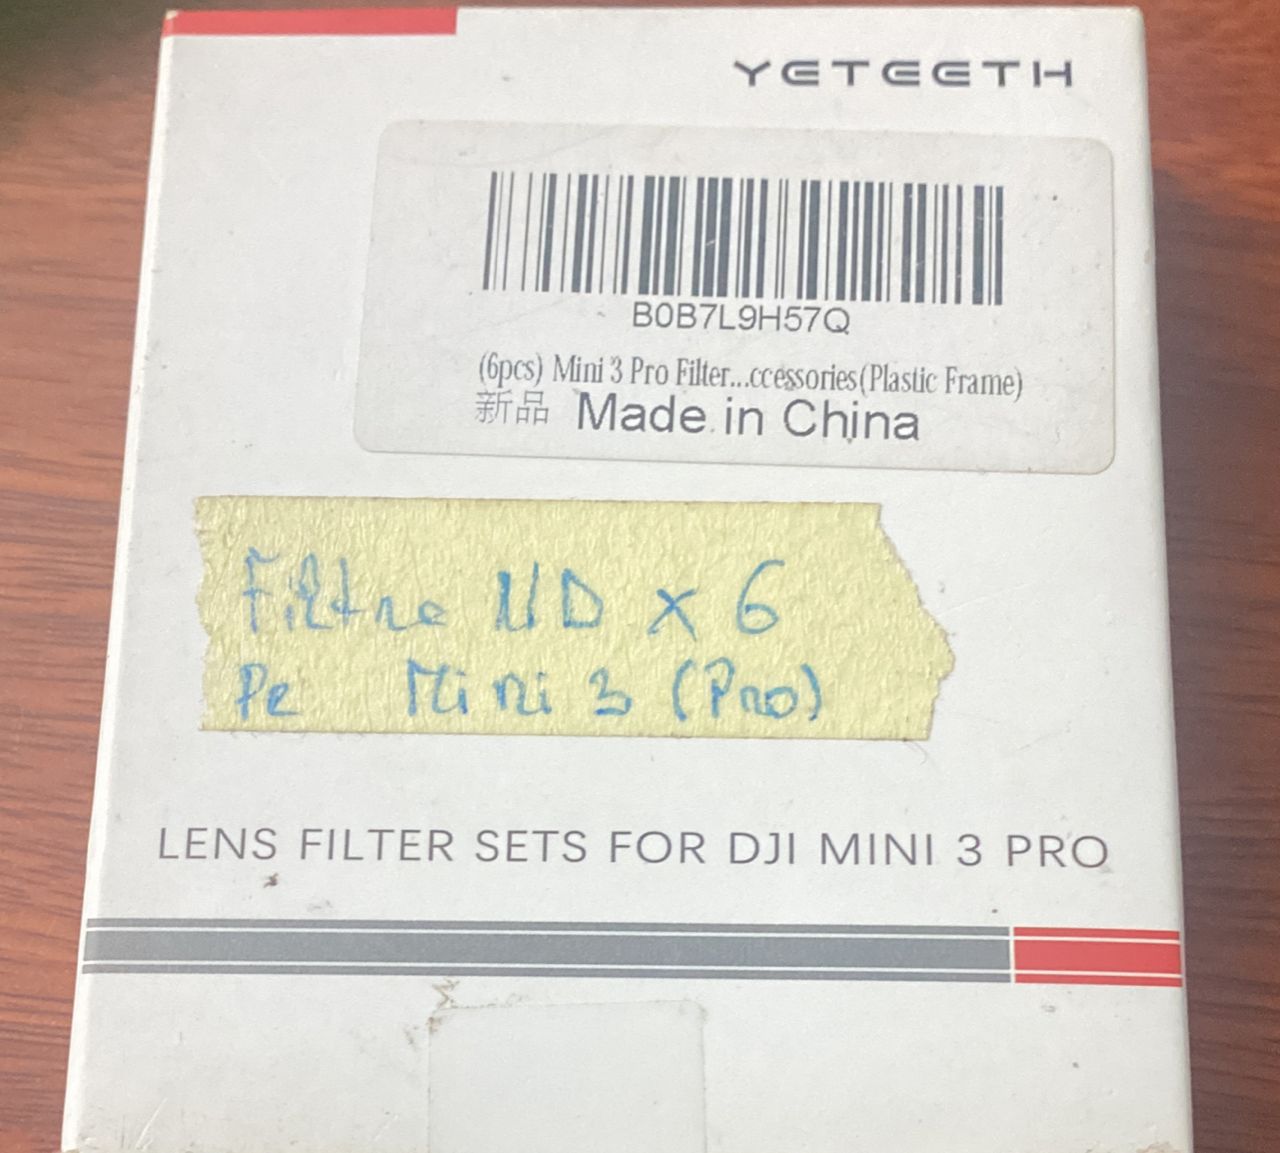 YETEETH
B0B7L9H57Q
(6pcs) Mini 3 Pro Filter...ccessories(Plastic Frame)
新品 Made in China
Filtre ND x 6
Pe Mini 3 (Pro)
LENS FILTER SETS FOR DJI MINI 3 PRO